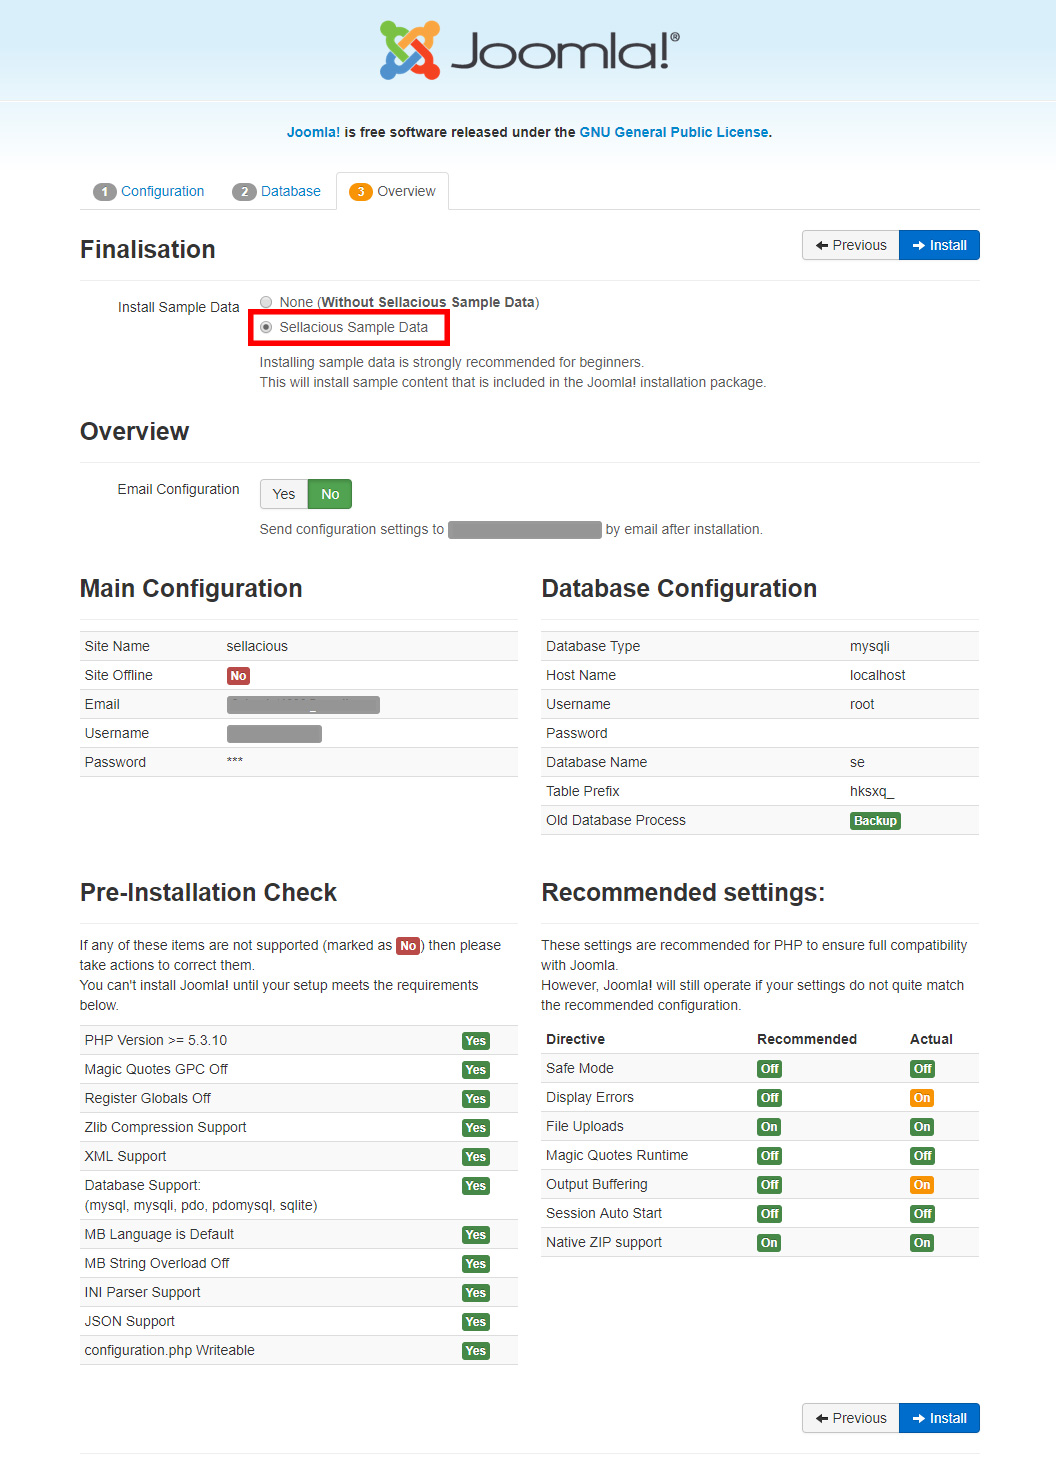 Joomla!®
Joomla! is free software released under the GNU General Public License.
1 Configuration
2 Database
3 Overview
Finalisation
Previous
Install
Install Sample Data
None (Without Sellacious Sample Data)
Sellacious Sample Data
Installing sample data is strongly recommended for beginners.
This will install sample content that is included in the Joomla! installation package.
Overview
Email Configuration
Yes
No
Send configuration settings to
by email after installation.
Main Configuration
Site Name sellacious
Site Offline No
Email
Username
Password ***
Database Configuration
Database Type mysqli
Host Name localhost
Username root
Password
Database Name se
Table Prefix hksxq_
Old Database Process Backup
Pre-Installation Check
If any of these items are not supported (marked as No) then please
take actions to correct them.
You can't install Joomla! until your setup meets the requirements
below.
PHP Version >= 5.3.10 Yes
Magic Quotes GPC Off Yes
Register Globals Off Yes
Zlib Compression Support Yes
XML Support Yes
Database Support: Yes
(mysql, mysqli, pdo, pdomysql, sqlite)
MB Language is Default Yes
MB String Overload Off Yes
INI Parser Support Yes
JSON Support Yes
configuration.php Writeable Yes
Recommended settings:
These settings are recommended for PHP to ensure full compatibility
with Joomla.
However, Joomla! will still operate if your settings do not quite match
the recommended configuration.
Directive Recommended Actual
Safe Mode Off Off
Display Errors Off On
File Uploads On On
Magic Quotes Runtime Off Off
Output Buffering Off On
Session Auto Start Off Off
Native ZIP support On On
Previous
Install